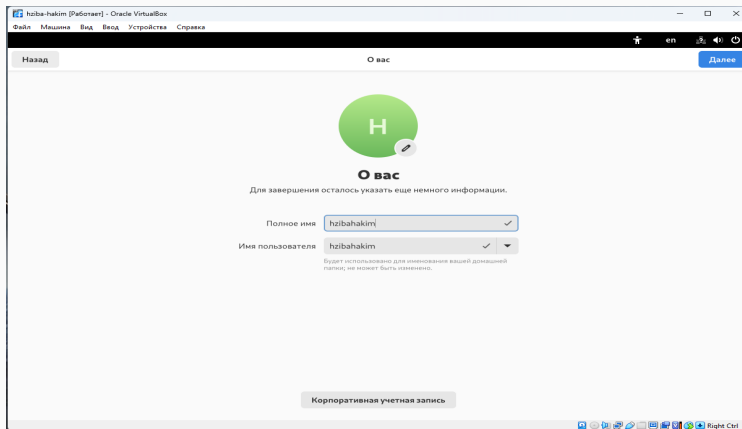 hziba-hakim [Работает] - Oracle VirtualBox
Файл Машина Вид Ввод Устройства Справка
en
Назад
О вас
Далее
H
О вас
Для завершения осталось указать еще немного информации.
Полное имя hzibahakim
Имя пользователя hzibahakim
Будет использовано для именования вашей домашней
папки; не может быть изменено.
Корпоративная учетная запись
Right Ctrl